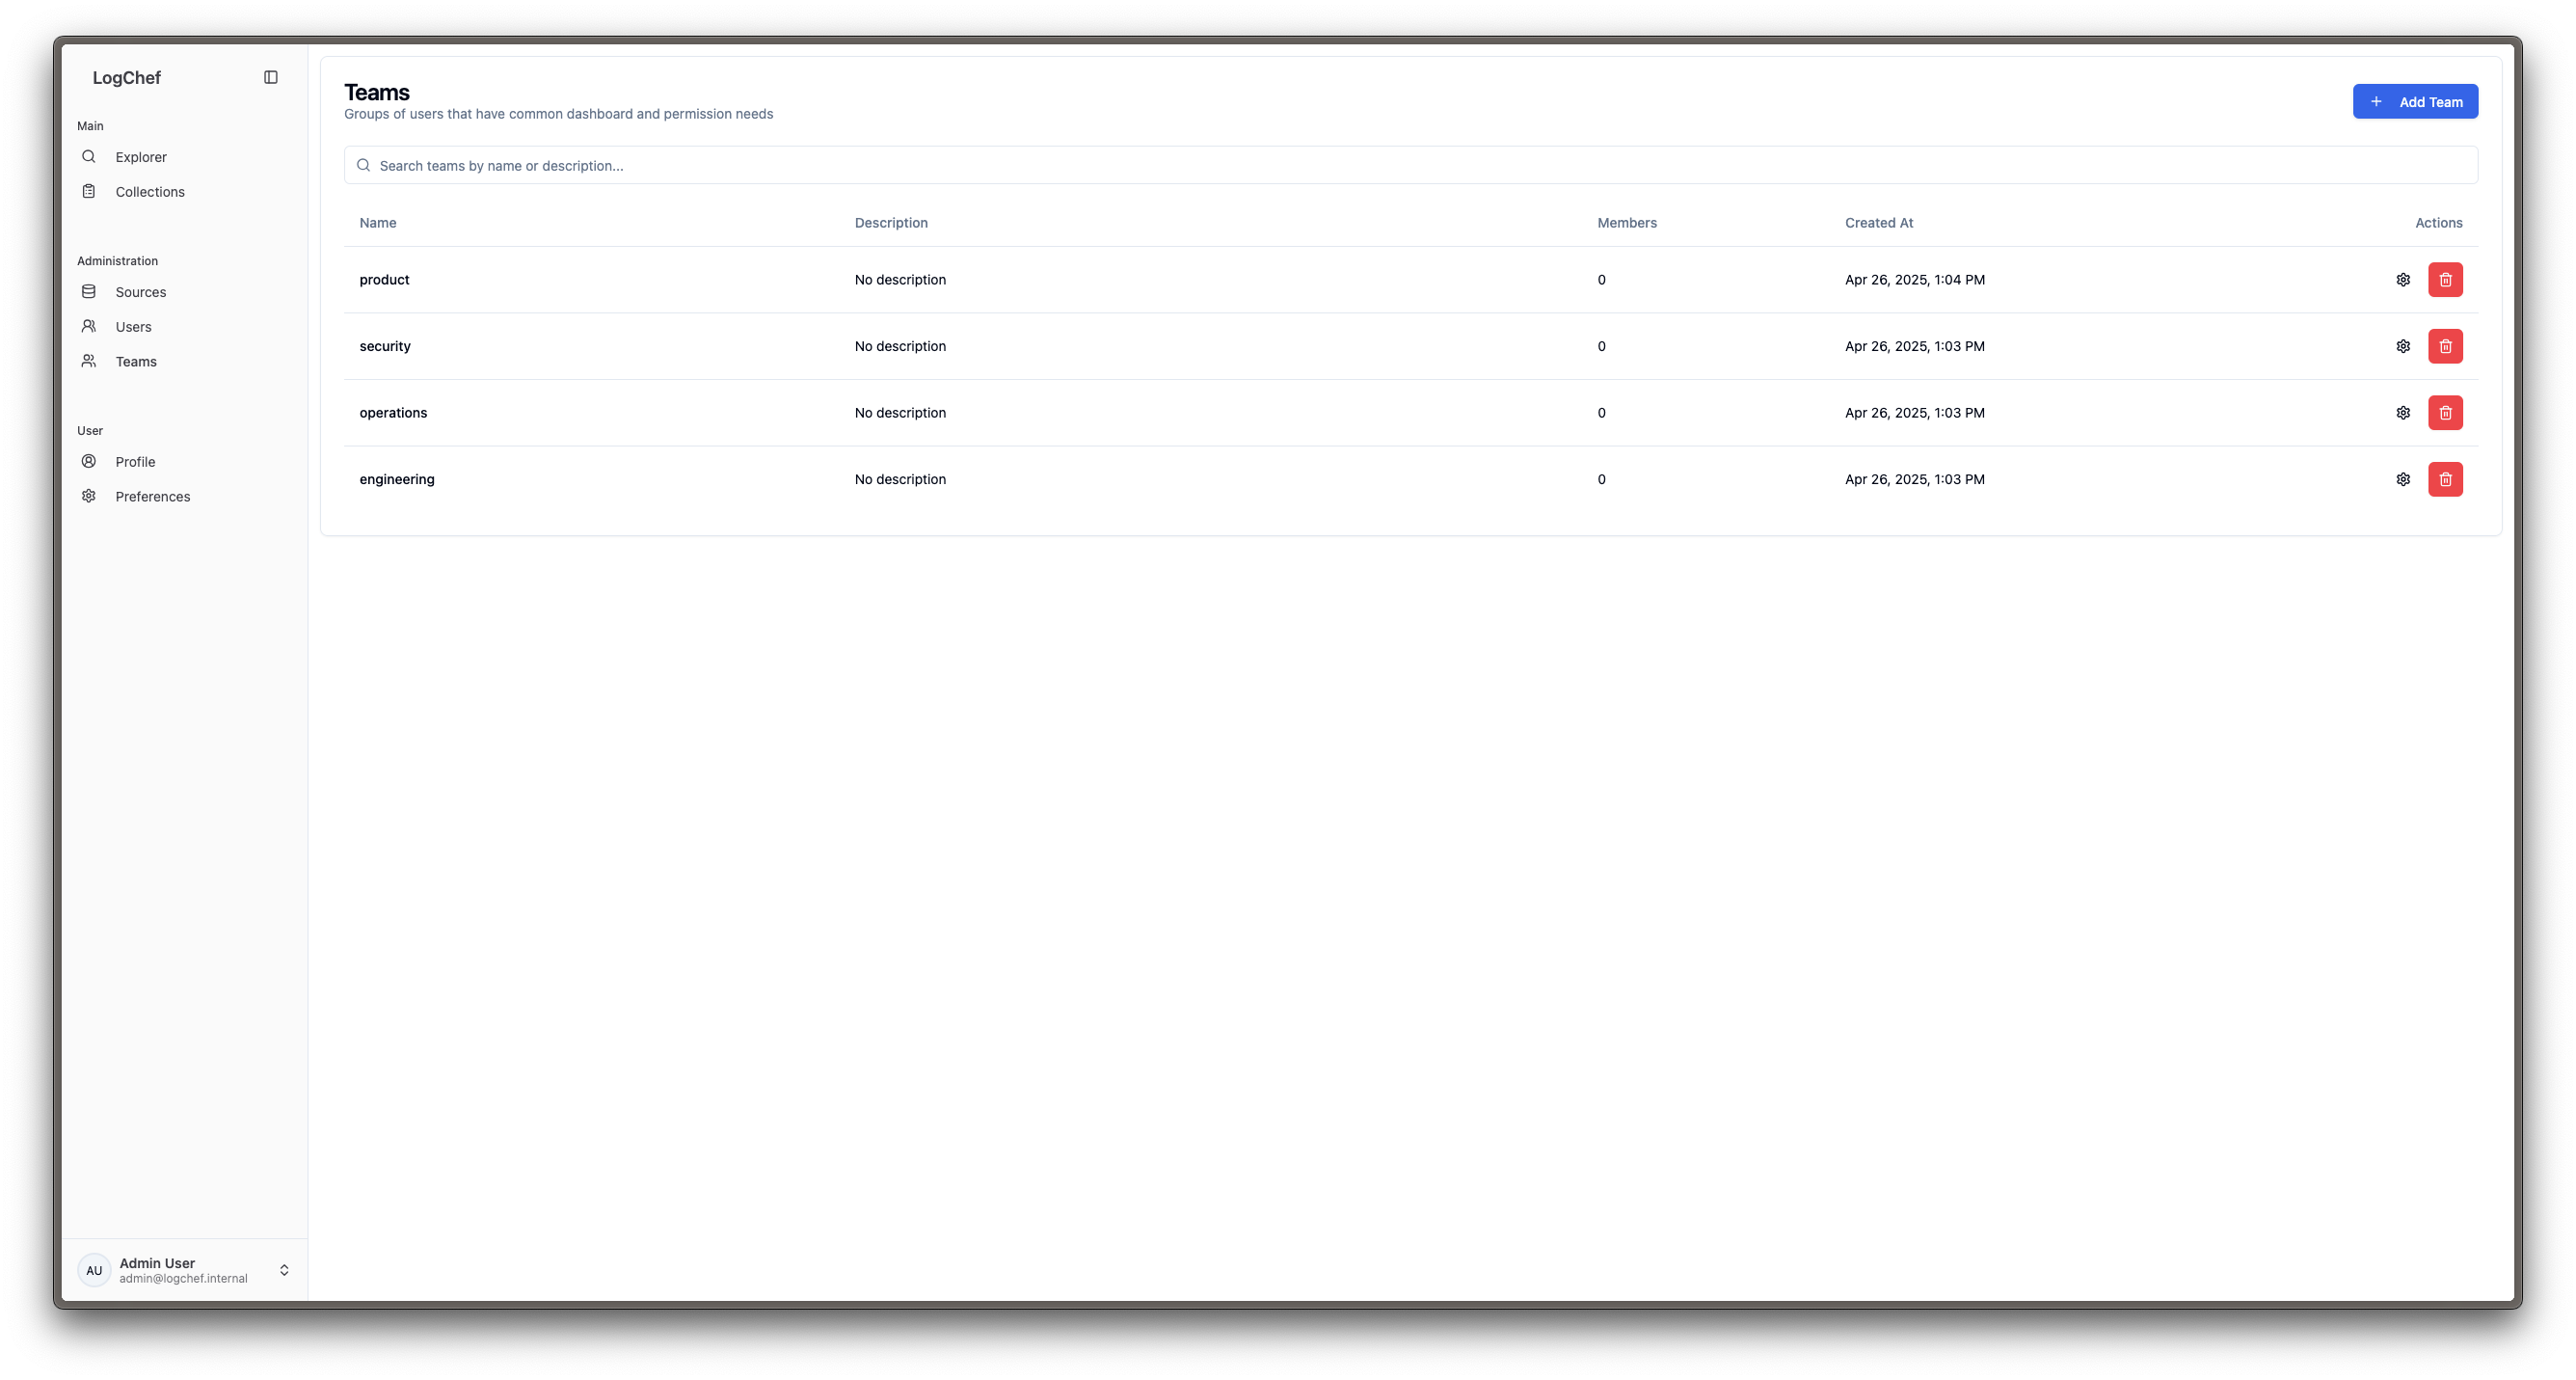 LogChef
Main
Explorer
Collections
Administration
Sources
Users
Teams
User
Profile
Preferences
AU
Admin User
admin@logchef.internal
Teams
Groups of users that have common dashboard and permission needs
Add Team
Search teams by name or description...
Name Description Members Created At Actions
product No description 0 Apr 26, 2025, 1:04 PM
security No description 0 Apr 26, 2025, 1:03 PM
operations No description 0 Apr 26, 2025, 1:03 PM
engineering No description 0 Apr 26, 2025, 1:03 PM